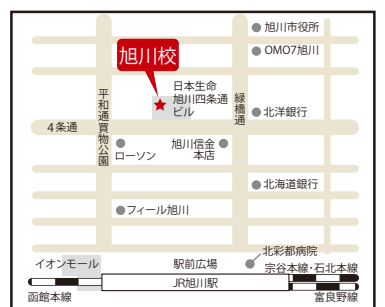 旭川市役所
OMO7旭川
旭川校
日本生命
旭川四条通
ビル
平和通買物公園
緑橋通
北洋銀行
4条通
ローソン
旭川信金
本店
北海道銀行
フィール旭川
北彩都病院
イオンモール
駅前広場
宗谷本線・石北本線
JR旭川駅
函館本線
富良野線